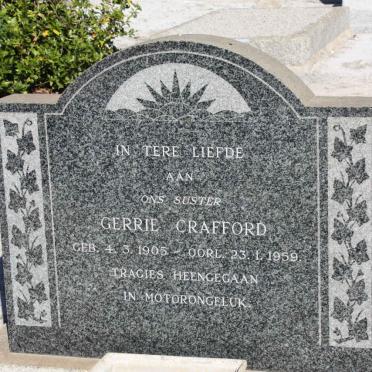 IN TERE LIEFDE
AAN
ONS SUSTER
GERRIE CRAFFORD
GEB. 4. 3. 1905 - OORL. 23. 1. 1959
TRAGIES HEENGEGAAN
IN MOTORONGELUK.